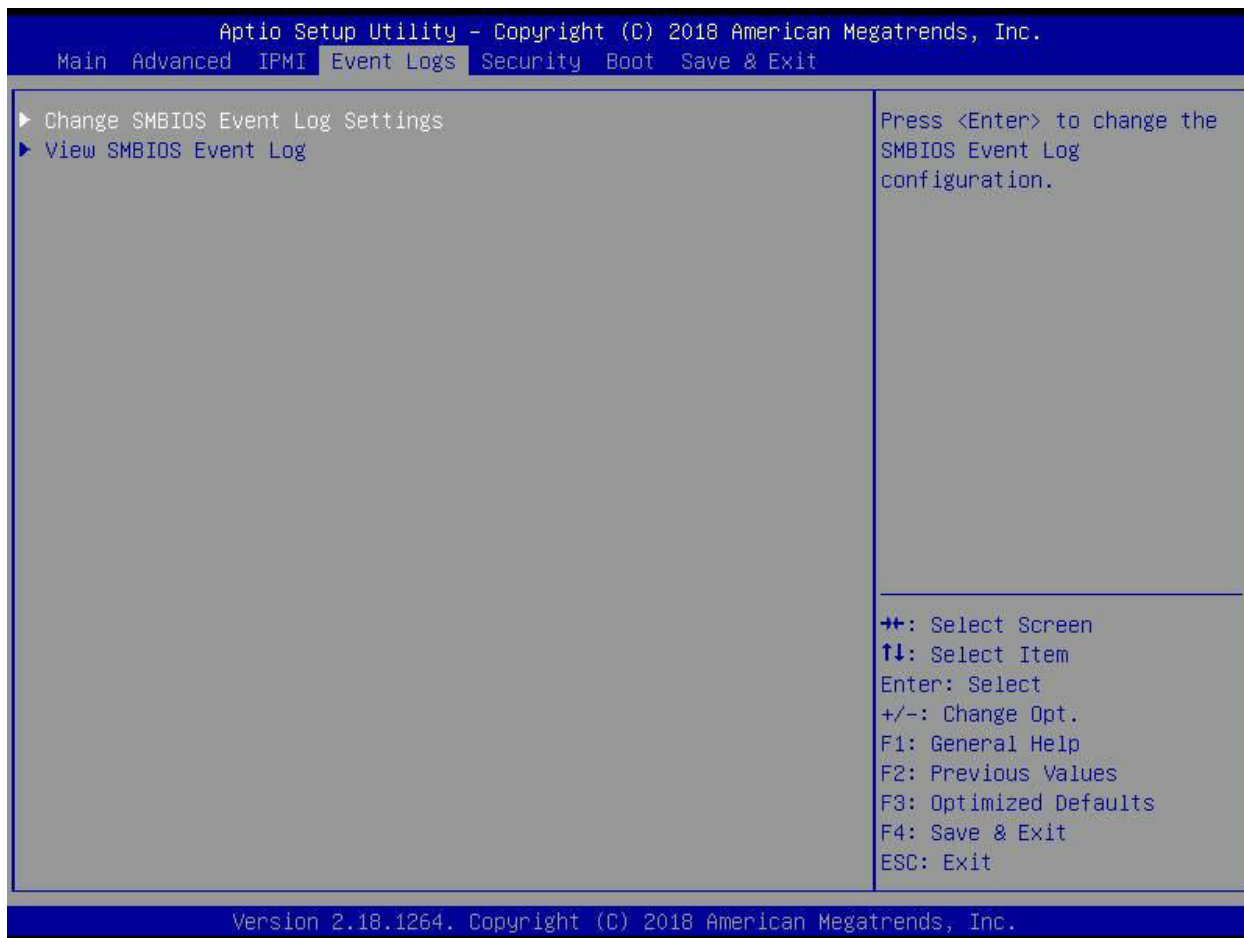 Aptio Setup Utility – Copyright (C) 2018 American Megatrends, Inc.
Main Advanced IPMI Event Logs Security Boot Save & Exit
▶ Change SMBIOS Event Log Settings
▶ View SMBIOS Event Log
Press <Enter> to change the
SMBIOS Event Log
configuration.
→←: Select Screen
↑↓: Select Item
Enter: Select
+/-: Change Opt.
F1: General Help
F2: Previous Values
F3: Optimized Defaults
F4: Save & Exit
ESC: Exit
Version 2.18.1264. Copyright (C) 2018 American Megatrends, Inc.